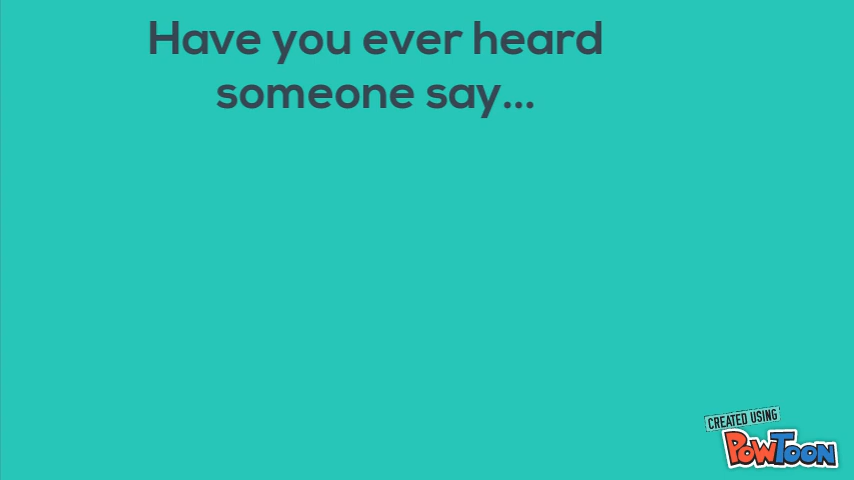 Have you ever heard
someone say...
CREATED USING
POWTOON